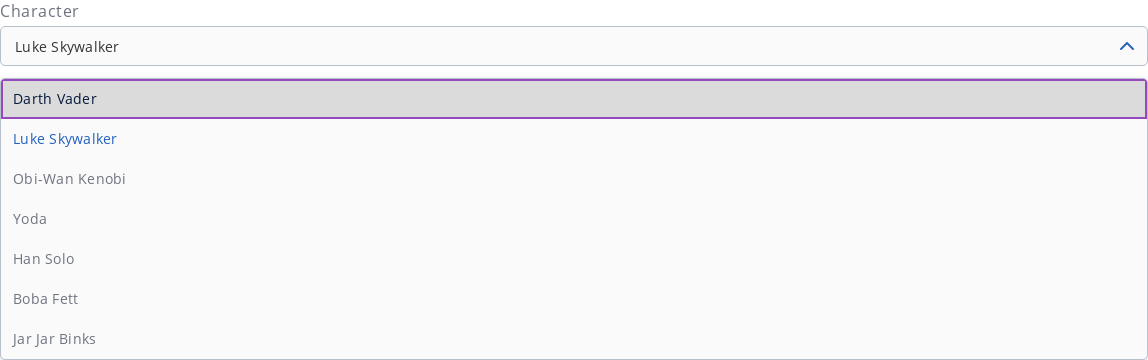 Character
Luke Skywalker
Darth Vader
Luke Skywalker
Obi-Wan Kenobi
Yoda
Han Solo
Boba Fett
Jar Jar Binks